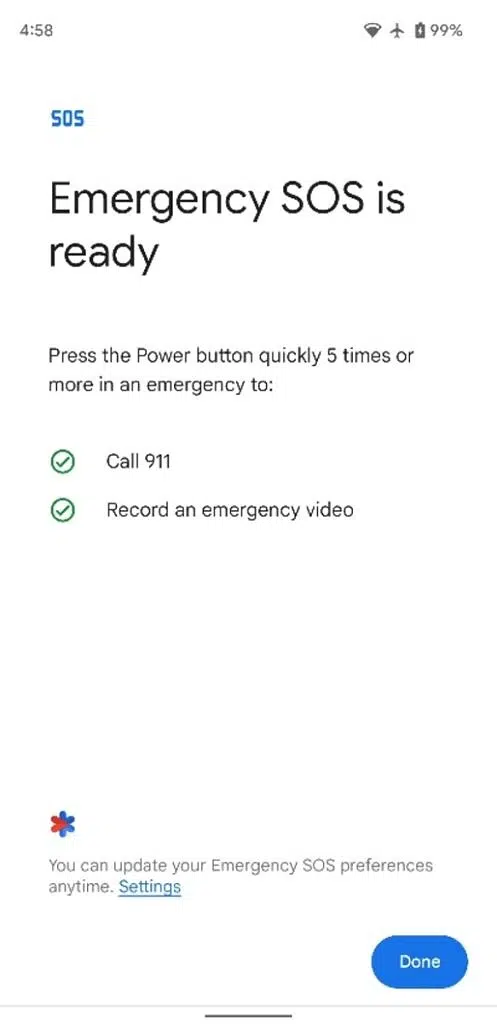 4:58
99%
SOS
Emergency SOS is
ready
Press the Power button quickly 5 times or
more in an emergency to:
Call 911
Record an emergency video
You can update your Emergency SOS preferences
anytime. Settings
Done